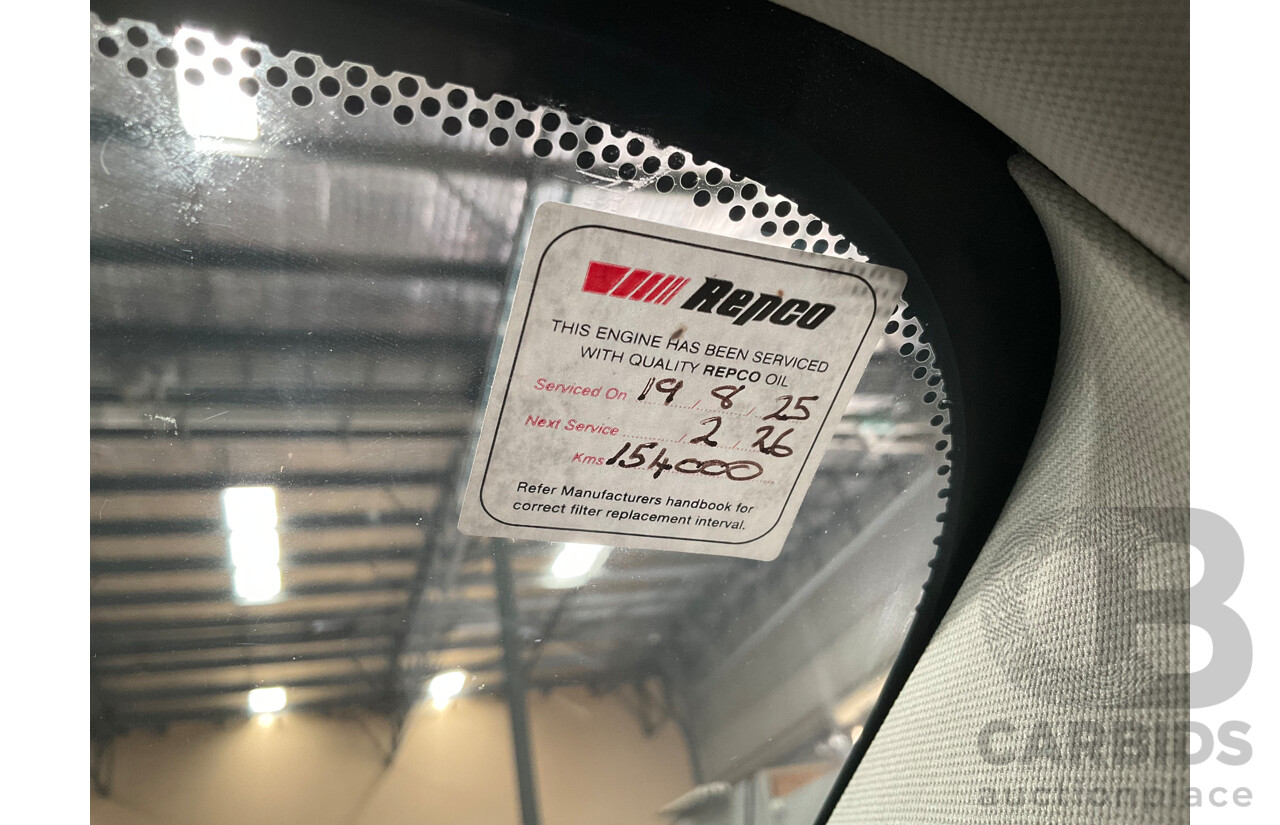 Repco
THIS ENGINE HAS BEEN SERVICED
WITH QUALITY REPCO OIL
Serviced On 19 / 8 / 25
Next Service / 2 / 26
Kms 154000
Refer Manufacturers handbook for
correct filter replacement interval.
CB
CARBIDS
auctionplace